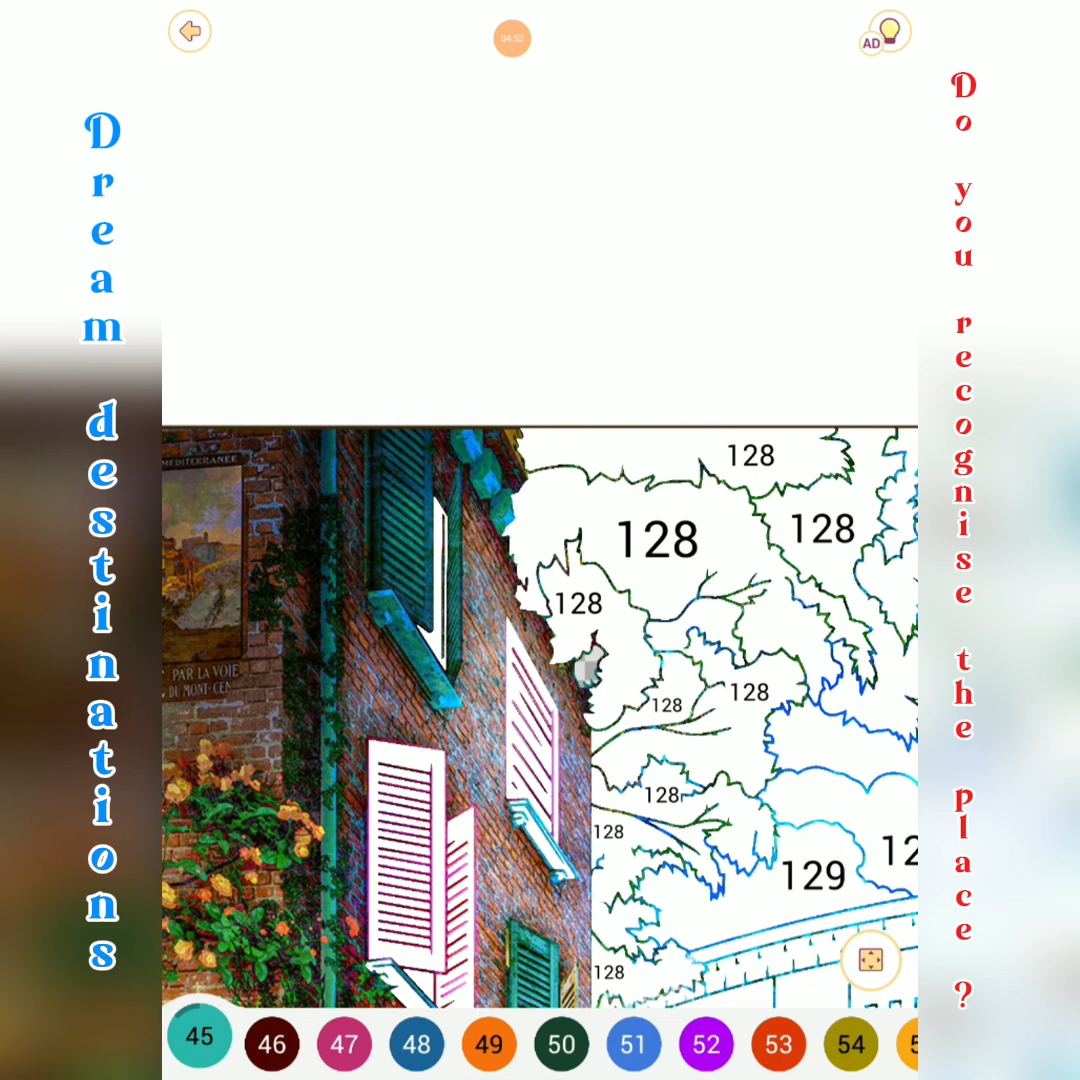 04:52
AD
Dream destinations
Do you recognise the place ?
MEDITERRANEE
PAR LA VOIE
DU MONT-CEN
128
128
128
128
128
128
128
128
129
12
128
45 46 47 48 49 50 51 52 53 54 5